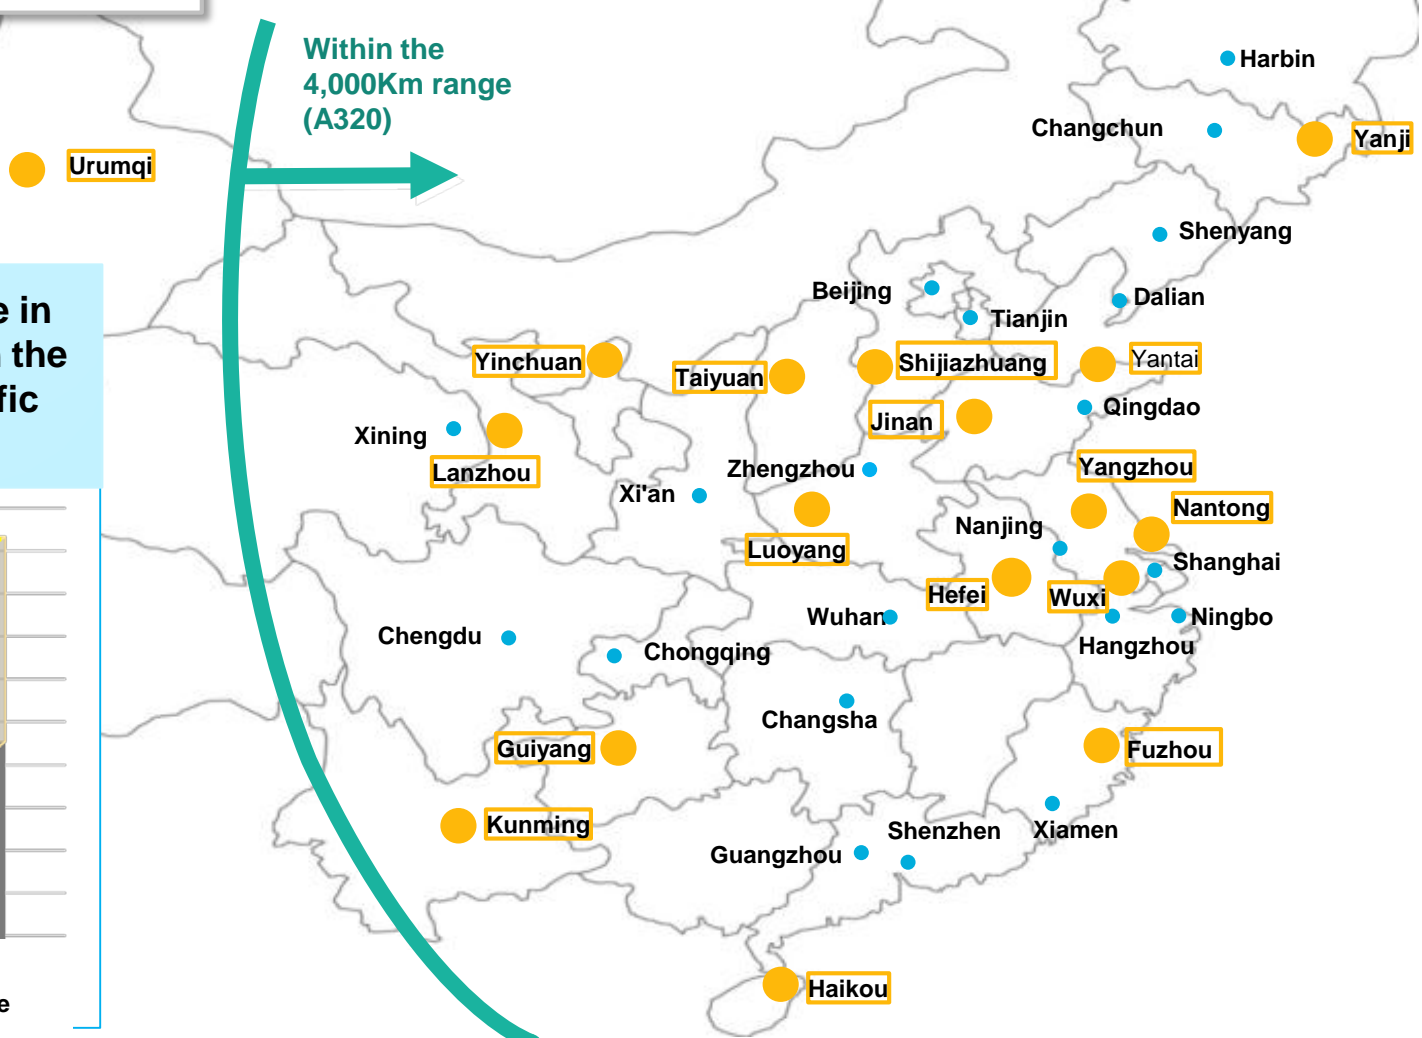 Within the
4,000Km range
(A320)
Harbin
Changchun
Yanji
Urumqi
Shenyang
Beijing
Dalian
Tianjin
e in
the
fic
Yinchuan
Taiyuan
Shijiazhuang
Yantai
Jinan
Qingdao
Xining
Lanzhou
Zhengzhou
Yangzhou
Xi'an
Nantong
Nanjing
Luoyang
Shanghai
Hefei
Wuxi
Wuhan
Ningbo
Chengdu
Chongqing
Hangzhou
Changsha
Guiyang
Fuzhou
Kunming
Shenzhen
Xiamen
Guangzhou
Haikou
e